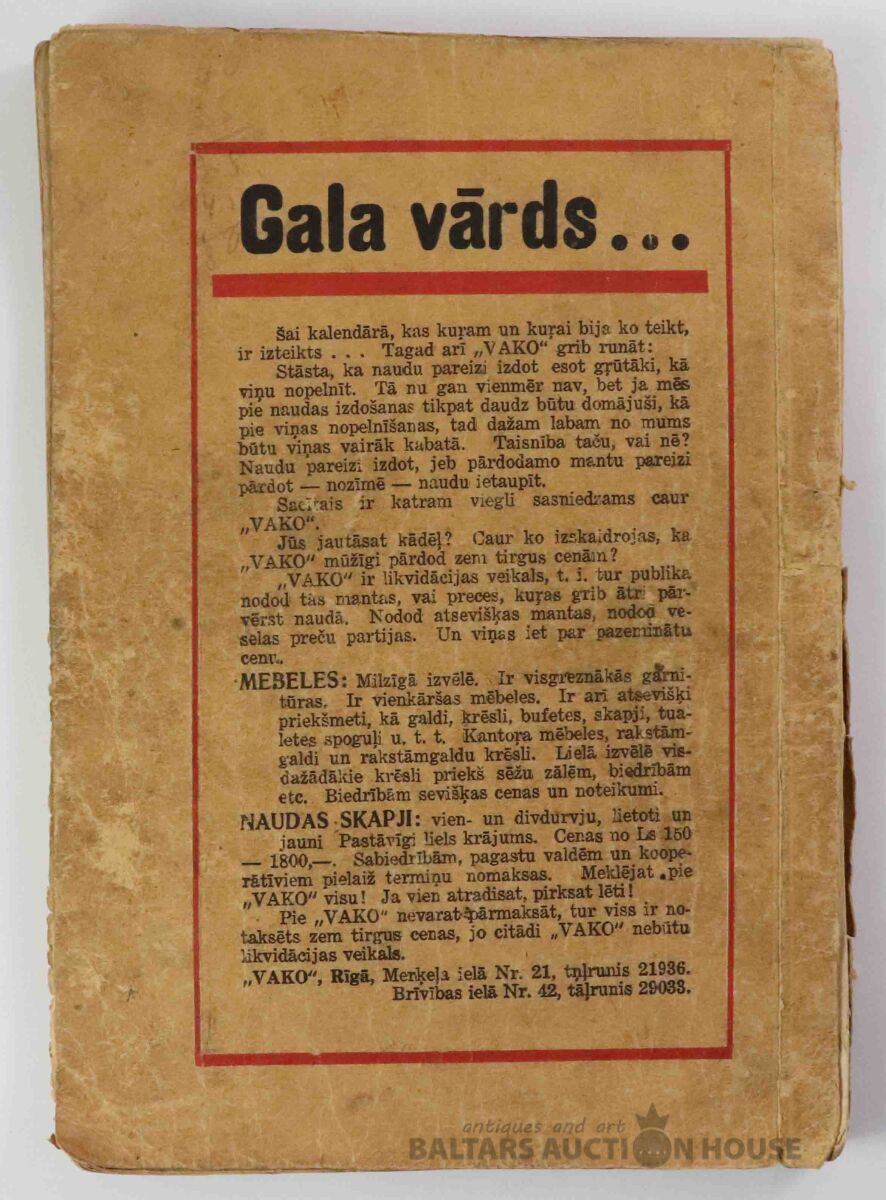 Gala vārds...
Šai kalendārā, kas kuŗam un kuŗai bija ko teikt,
ir izteikts . . . Tagad arī „VAKO“ grib runāt:
Stāsta, ka naudu pareizi izdot esot gŗūtāki, kā
viņu nopelnīt. Tā nu gan vienmēr nav, bet ja mēs
pie naudas izdošanas tikpat daudz būtu domājuši, kā
pie viņas nopelnīšanas, tad dažam labam no mums
būtu viņas vairāk kabatā. Taisnība taču, vai nē?
Naudu pareizi izdot, jeb pārdodamo mantu pareizi
pārdot — nozīmē — naudu ietaupīt.
Sacītais ir katram viegli sasniedzams caur
„VAKO“.
Jūs jautāsat kādēļ? Caur ko izskaidrojas, ka
„VAKO“ mūžīgi pārdod zem tirgus cenām?
„VAKO“ ir likvidācijas veikals, t. i. tur publika
nodod tās mantas, vai preces, kuŗas grib ātri pār-
vērst naudā. Nodod atsevišķas mantas, nodod ve-
selas preču partijas. Un viņas iet par pazeminātu
cenu.
MEBELES: Milzīgā izvēlē. Ir visgreznākās garni-
tūras. Ir vienkāršas mēbeles. Ir arī atsevišķi
priekšmeti, kā galdi, krēsli, bufetes, skapji, tua-
letes spoguļi u. t. t. Kantora mēbeles, rakstām-
galdi un rakstāmgaldu krēsli. Lielā izvēlē vis-
dažādākie krēsli priekš sēžu zālēm, biedrībām
etc. Biedrībām sevišķas cenas un noteikumi.
NAUDAS SKAPJI: vien- un divdurvju, lietoti un
jauni Pastāvīgi liels krājums. Cenas no Ls 150
— 1800,—. Sabiedrībām, pagastu valdēm un koope-
rātīviem pielaiž termiņu nomaksas. Meklējat pie
„VAKO“ visu! Ja vien atradīsat, pirksat lēti!
Pie „VAKO“ nevarat pārmaksāt, tur viss ir no-
taksēts zem tirgus cenas, jo citādi „VAKO“ nebūtu
likvidācijas veikals.
„VAKO“, Rīgā, Merķeļa ielā Nr. 21, tņļrunis 21936.
Brīvības ielā Nr. 42, tāļrunis 29033.
antiques and art
BALTARS AUCTION HOUSE